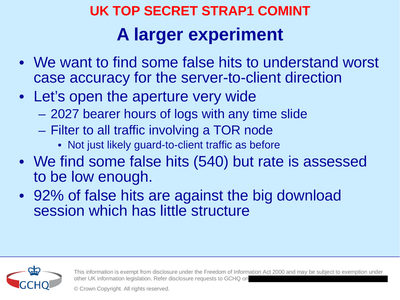 UK TOP SECRET STRAP1 COMINT
A larger experiment
• We want to find some false hits to understand worst
case accuracy for the server-to-client direction
• Let's open the aperture very wide
– 2027 bearer hours of logs with any time slide
– Filter to all traffic involving a TOR node
• Not just likely guard-to-client traffic as before
• We find some false hits (540) but rate is assessed
to be low enough.
• 92% of false hits are against the big download
session which has little structure
GCHQ
This information is exempt from disclosure under the Freedom of Information Act 2000 and may be subject to exemption under
other UK information legislation. Refer disclosure requests to GCHQ on
© Crown Copyright. All rights reserved.